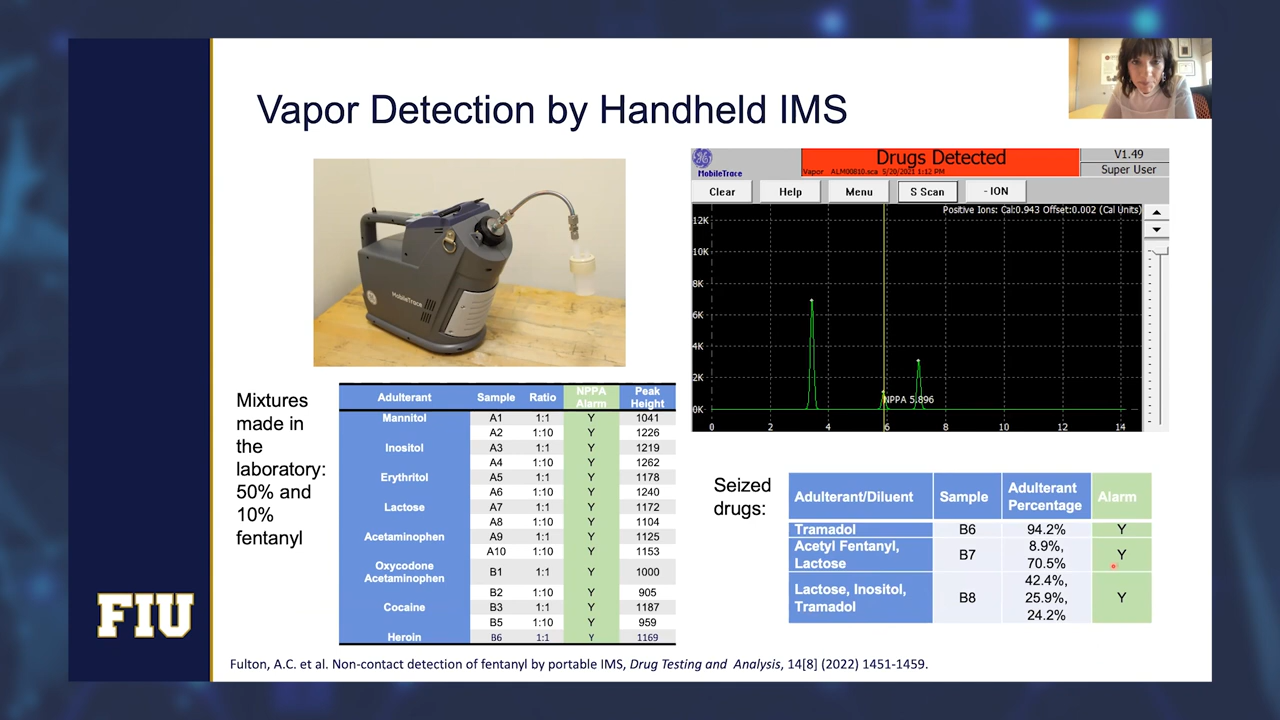 Vapor Detection by Handheld IMS
MobileTrace
MobileTrace
Drugs Detected
Vapor ALM00810.sca 5/20/2021 1:12 PM
V1.49
Super User
Clear Help Menu S Scan - ION
Positive Ions: Cal:0.943 Offset:0.002 (Cal Units)
12K
10K
8K
6K
4K
2K
0K
NPPA 5.896
0 2 4 6 8 10 12 14
Mixtures
made in
the
laboratory:
50% and
10%
fentanyl
Adulterant Sample Ratio NPPA Alarm Peak Height
Mannitol A1 1:1 Y 1041
A2 1:10 Y 1226
Inositol A3 1:1 Y 1219
A4 1:10 Y 1262
Erythritol A5 1:1 Y 1178
A6 1:10 Y 1240
Lactose A7 1:1 Y 1172
A8 1:10 Y 1104
Acetaminophen A9 1:1 Y 1125
A10 1:10 Y 1153
Oxycodone Acetaminophen B1 1:1 Y 1000
B2 1:10 Y 905
Cocaine B3 1:1 Y 1187
B5 1:10 Y 959
Heroin B6 1:1 Y 1169
Seized
drugs:
Adulterant/Diluent Sample Adulterant Percentage Alarm
Tramadol B6 94.2% Y
Acetyl Fentanyl, Lactose B7 8.9%, 70.5% Y
Lactose, Inositol, Tramadol B8 42.4%, 25.9%, 24.2% Y
FIU
Fulton, A.C. et al. Non-contact detection of fentanyl by portable IMS, Drug Testing and Analysis, 14[8] (2022) 1451-1459.